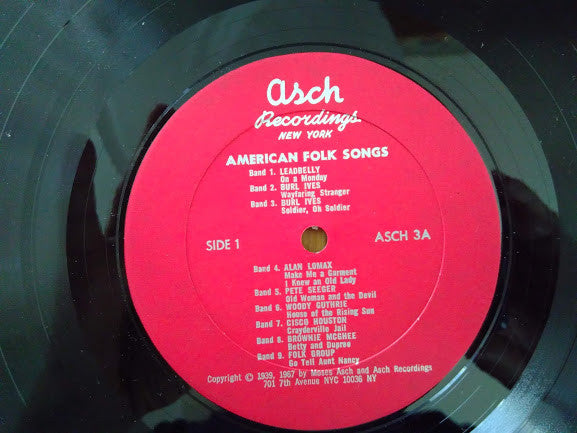 asch
Recordings
NEW YORK
AMERICAN FOLK SONGS
Band 1. LEADBELLY
On a Monday
Band 2. BURL IVES
Wayfaring Stranger
Band 3. BURL IVES
Soldier, Oh Soldier
SIDE 1 ASCH 3A
Band 4. ALAN LOMAX
Make Me a Garment
I Knew an Old Lady
Band 5. PETE SEEGER
Old Woman and the Devil
Band 6. WOODY GUTHRIE
House of the Rising Sun
Band 7. CISCO HOUSTON
Crayderville Jail
Band 8. BROWNIE MCGHEE
Betty and Dupree
Band 9. FOLK GROUP
Go Tell Aunt Nancy
Copyright © 1939, 1967 by Moses Asch and Asch Recordings
701 7th Avenue NYC 10036 NY